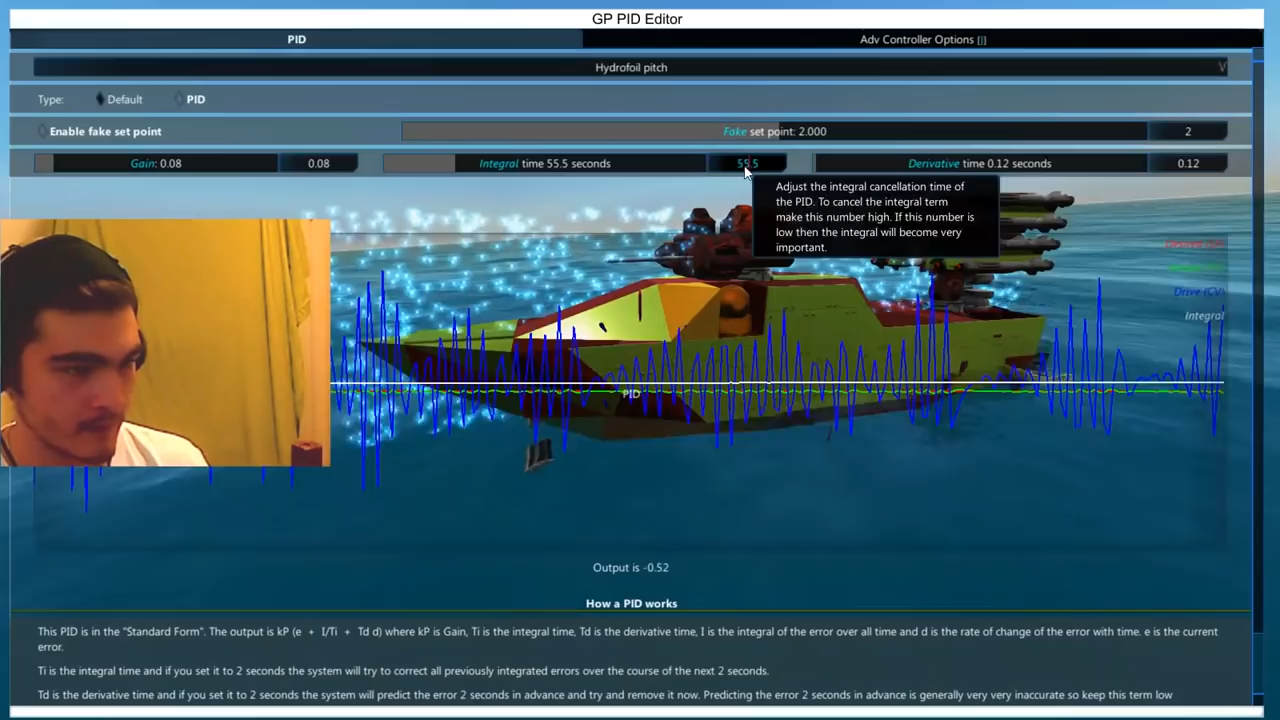 GP PID Editor
PID
Adv Controller Options []]
Hydrofoil pitch
V
Type: Default PID
Enable fake set point
Fake set point: 2.000
2
Gain: 0.08
0.08
Integral time 55.5 seconds
55.5
Derivative time 0.12 seconds
0.12
Adjust the integral cancellation time of
the PID. To cancel the integral term
make this number high. If this number is
low then the integral will become very
important.
Drive (CV)
Integral
PID
Output is -0.52
How a PID works
This PID is in the "Standard Form". The output is kP (e + I/Ti + Td d) where kP is Gain, Ti is the integral time, Td is the derivative time, I is the integral of the error over all time and d is the rate of change of the error with time. e is the current
error.
Ti is the integral time and if you set it to 2 seconds the system will try to correct all previously integrated errors over the course of the next 2 seconds.
Td is the derivative time and if you set it to 2 seconds the system will predict the error 2 seconds in advance and try and remove it now. Predicting the error 2 seconds in advance is generally very very inaccurate so keep this term low